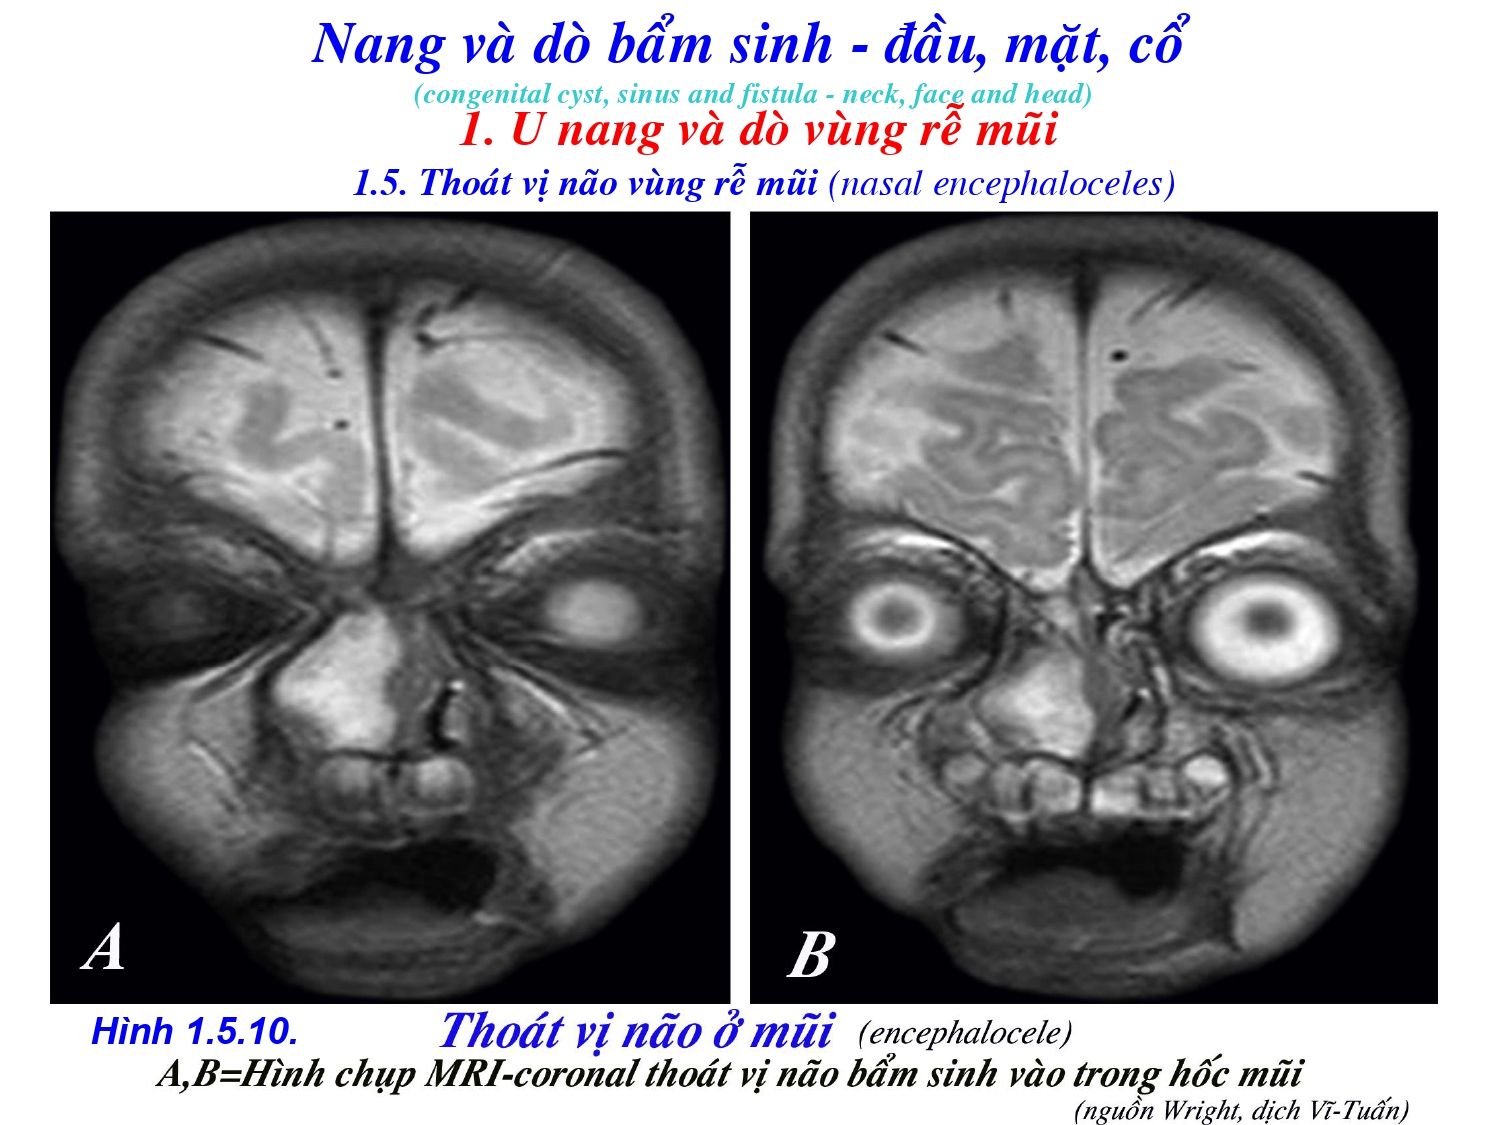 Nang và dò bẩm sinh - đầu, mặt, cổ
(congenital cyst, sinus and fistula - neck, face and head)
1. U nang và dò vùng rễ mũi
1.5. Thoát vị não vùng rễ mũi (nasal encephaloceles)
A
B
Hình 1.5.10. Thoát vị não ở mũi (encephalocele)
A,B=Hình chụp MRI-coronal thoát vị não bẩm sinh vào trong hốc mũi
(nguồn Wright, dịch Vĩ-Tuấn)